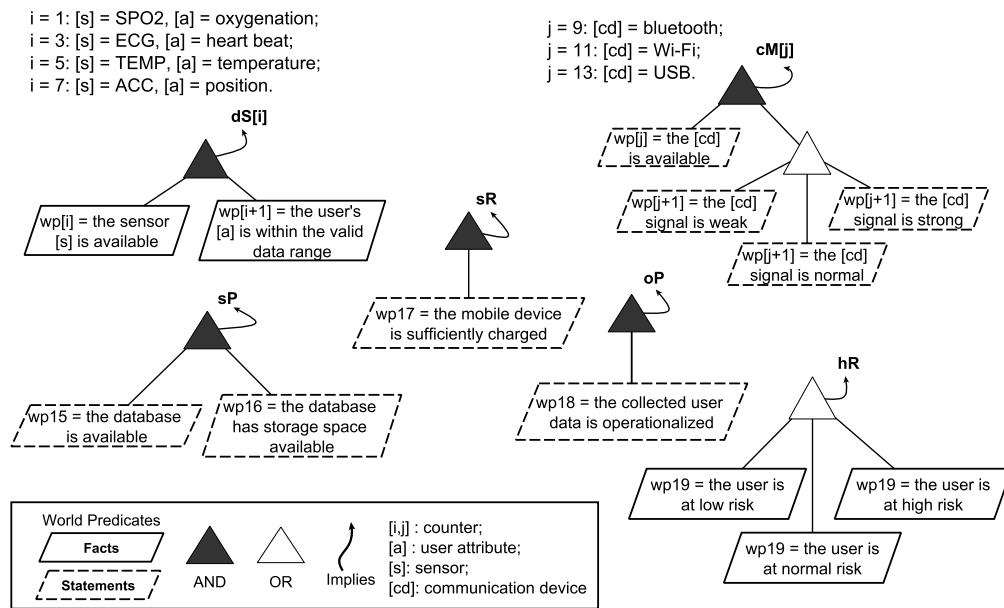 i = 1: [s] = SPO2, [a] = oxygenation;
i = 3: [s] = ECG, [a] = heart beat;
i = 5: [s] = TEMP, [a] = temperature;
i = 7: [s] = ACC, [a] = position.
j = 9: [cd] = bluetooth;
j = 11: [cd] = Wi-Fi;
j = 13: [cd] = USB.
cM[j]
wp[j] = the [cd]
is available
wp[j+1] = the [cd]
signal is weak
wp[j+1] = the [cd]
signal is normal
wp[j+1] = the [cd]
signal is strong
dS[i]
wp[i] = the sensor
[s] is available
wp[i+1] = the user's
[a] is within the valid
data range
sR
wp17 = the mobile device
is sufficiently charged
sP
wp15 = the database
is available
wp16 = the database
has storage space
available
oP
wp18 = the collected user
data is operationalized
hR
wp19 = the user is
at low risk
wp19 = the user is
at normal risk
wp19 = the user is
at high risk
World Predicates
Facts
Statements
AND
OR
Implies
[i,j] : counter;
[a] : user attribute;
[s]: sensor;
[cd]: communication device